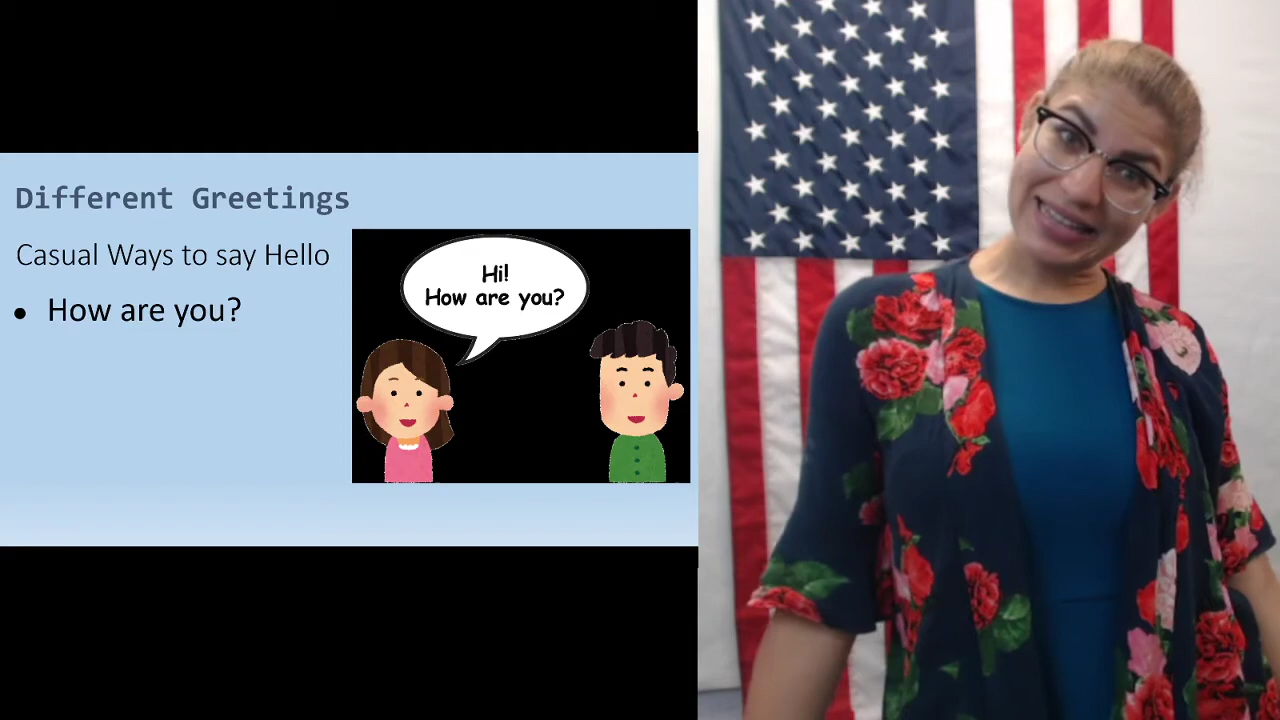 Different Greetings
Casual Ways to say Hello
• How are you?
Hi!
How are you?